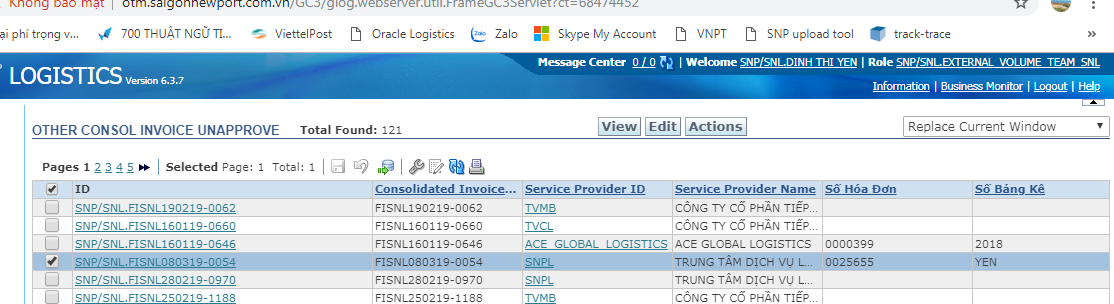 Không bảo mật | otm.saigonnewport.com.vn/GC3/glog.webserver.util.FrameGC3Servlet?ct=68474452
ại phí trọng v... 700 THUẬT NGỮ TI... ViettelPost Oracle Logistics Zalo Skype My Account VNPT SNP upload tool track-trace
LOGISTICS Version 6.3.7
Message Center 0 / 0 | Welcome SNP/SNL.DINH THI YEN | Role SNP/SNL.EXTERNAL_VOLUME_TEAM_SNL
Information | Business Monitor | Logout | Help
OTHER CONSOL INVOICE UNAPPROVE Total Found: 121 View Edit Actions Replace Current Window
Pages 1 2 3 4 5 Selected Page: 1 Total: 1
ID Consolidated Invoice... Service Provider ID Service Provider Name Số Hóa Đơn Số Bảng Kê
SNP/SNL.FISNL190219-0062 FISNL190219-0062 TVMB CÔNG TY CỔ PHẦN TIẾP...
SNP/SNL.FISNL160119-0660 FISNL160119-0660 TVCL CÔNG TY CỔ PHẦN TIẾP...
SNP/SNL.FISNL160119-0646 FISNL160119-0646 ACE_GLOBAL_LOGISTICS ACE GLOBAL LOGISTICS 0000399 2018
SNP/SNL.FISNL080319-0054 FISNL080319-0054 SNPL TRUNG TÂM DỊCH VỤ L... 0025655 YEN
SNP/SNL.FISNL280219-0970 FISNL280219-0970 SNPL TRUNG TÂM DỊCH VỤ L...
SNP/SNL.FISNL250219-1188 FISNL250219-1188 TVMB CÔNG TY CỔ PHẦN TIẾP...